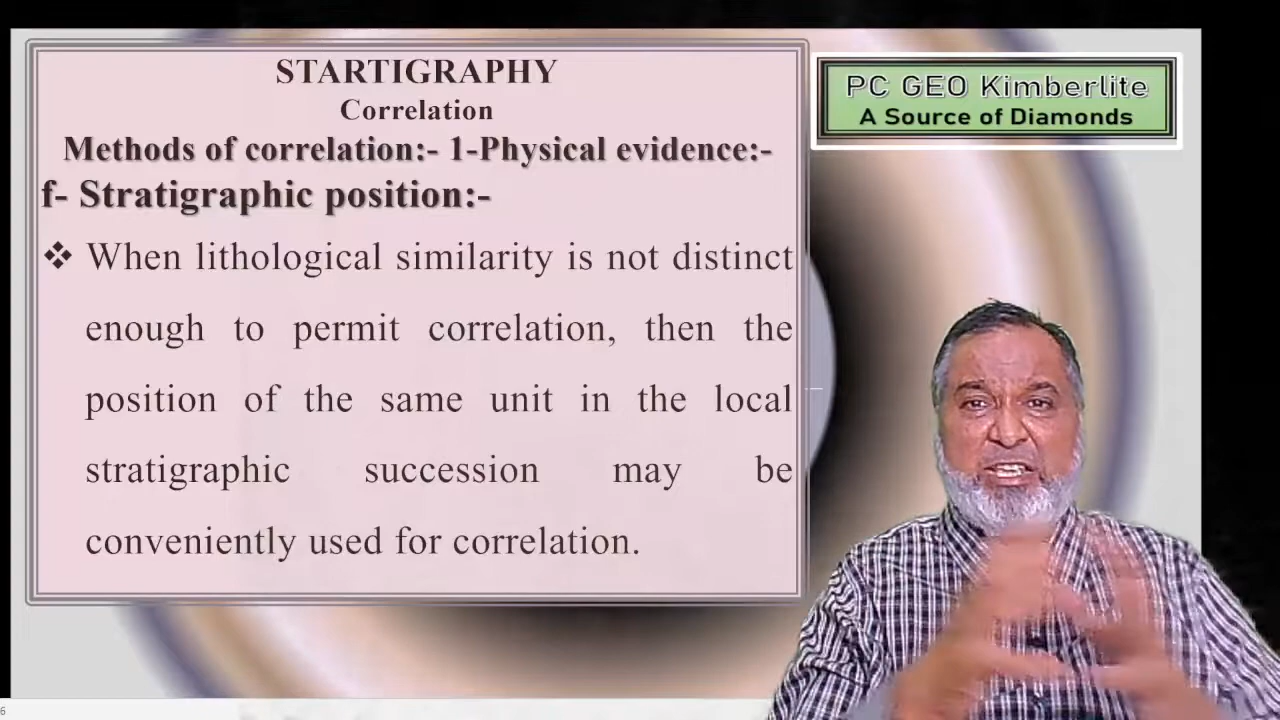 STARTIGRAPHY
Correlation
Methods of correlation:- 1-Physical evidence:-
f- Stratigraphic position:-
❖ When lithological similarity is not distinct
enough to permit correlation, then the
position of the same unit in the local
stratigraphic succession may be
conveniently used for correlation.
PC GEO Kimberlite
A Source of Diamonds
6